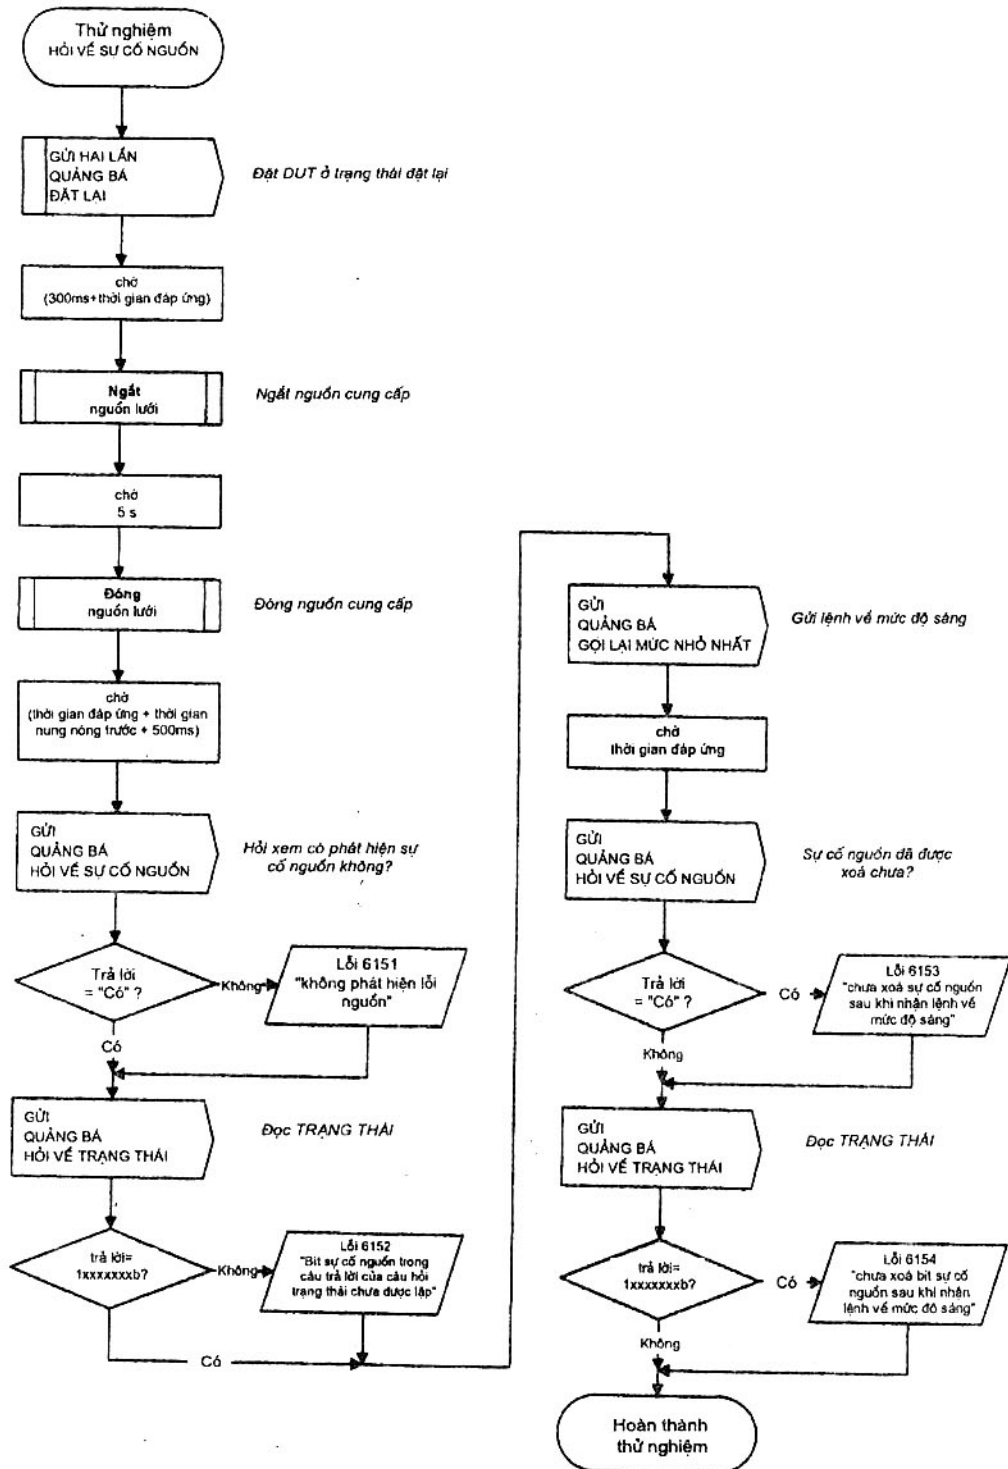 Thử nghiệm
HỎI VỀ SỰ CỐ NGUỒN
GỬI HAI LẦN
QUẢNG BÁ
ĐẶT LẠI
Đặt DUT ở trạng thái đặt lại
chờ
(300ms+thời gian đáp ứng)
Ngắt
nguồn lưới
Ngắt nguồn cung cấp
chờ
5 s
Đóng
nguồn lưới
Đóng nguồn cung cấp
chờ
(thời gian đáp ứng + thời gian
nung nóng trước + 500ms)
GỬI
QUẢNG BÁ
HỎI VỀ SỰ CỐ NGUỒN
Hỏi xem có phát hiện sự
cố nguồn không?
Trả lời
= "Có" ?
Không
Lỗi 6151
"không phát hiện lỗi
nguồn"
Có
GỬI
QUẢNG BÁ
HỎI VỀ TRẠNG THÁI
Đọc TRẠNG THÁI
trả lời=
1xxxxxxxb?
Không
Lỗi 6152
"Bit sự cố nguồn trong
câu trả lời của câu hỏi
trạng thái chưa được lập"
Có
GỬI
QUẢNG BÁ
GỌI LẠI MỨC NHỎ NHẤT
Gửi lệnh về mức độ sáng
chờ
thời gian đáp ứng
GỬI
QUẢNG BÁ
HỎI VỀ SỰ CỐ NGUỒN
Sự cố nguồn đã được
xoá chưa?
Trả lời
= "Có" ?
Có
Lỗi 6153
"chưa xoá sự cố nguồn
sau khi nhận lệnh về
mức độ sáng"
Không
GỬI
QUẢNG BÁ
HỎI VỀ TRẠNG THÁI
Đọc TRẠNG THÁI
trả lời=
1xxxxxxxb?
Có
Lỗi 6154
"chưa xoá bit sự cố
nguồn sau khi nhận
lệnh về mức độ sáng"
Không
Hoàn thành
thử nghiệm